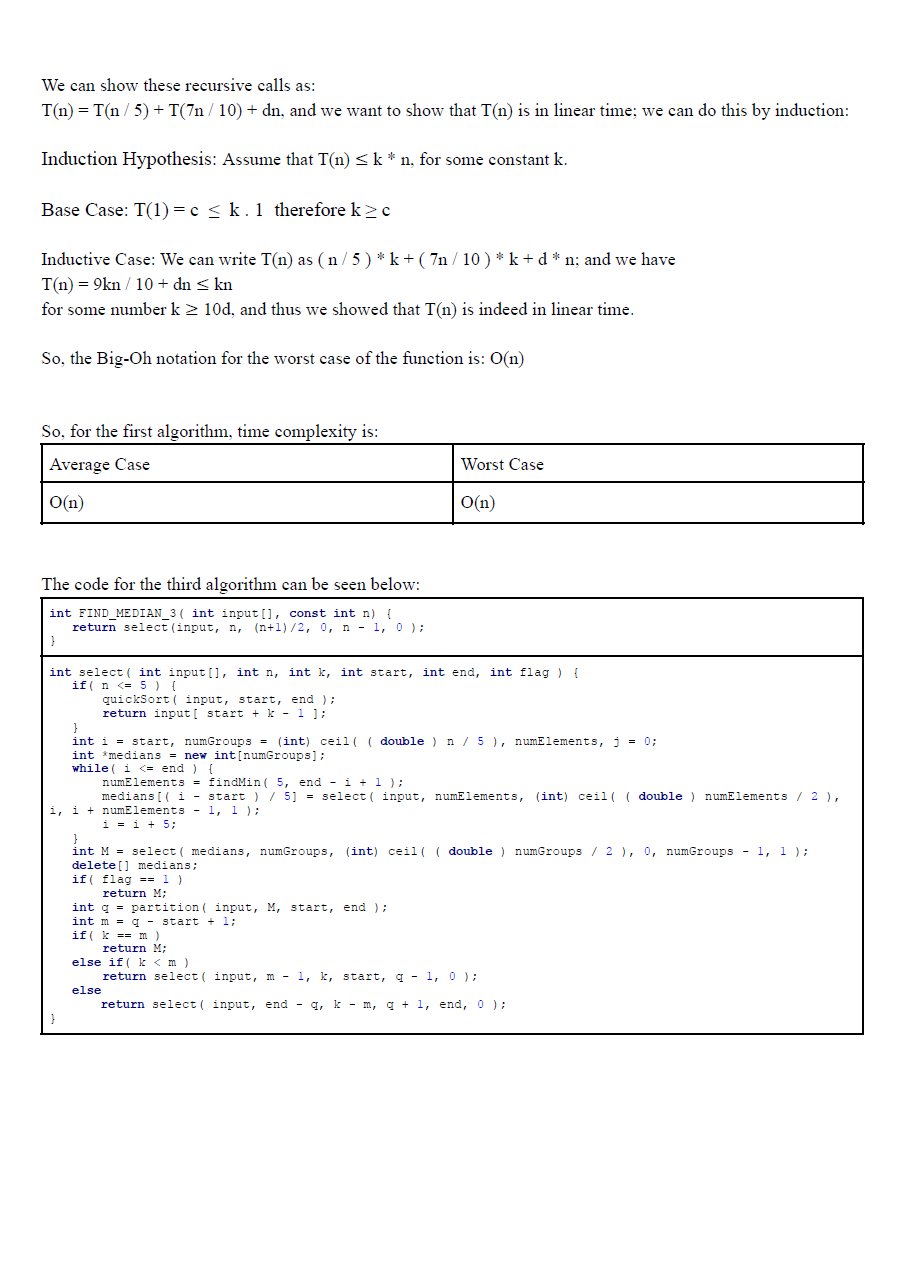 We can show these recursive calls as:
T(n) = T(n / 5) + T(7n / 10) + dn, and we want to show that T(n) is in linear time; we can do this by induction:
Induction Hypothesis: Assume that T(n) ≤ k * n, for some constant k.
Base Case: T(1) = c ≤ k . 1 therefore k ≥ c
Inductive Case: We can write T(n) as ( n / 5 ) * k + ( 7n / 10 ) * k + d * n; and we have
T(n) = 9kn / 10 + dn ≤ kn
for some number k ≥ 10d, and thus we showed that T(n) is indeed in linear time.
So, the Big-Oh notation for the worst case of the function is: O(n)
So, for the first algorithm, time complexity is:
Average Case Worst Case
O(n) O(n)
The code for the third algorithm can be seen below:
int FIND_MEDIAN_3( int input[], const int n) {
return select(input, n, (n+1)/2, 0, n - 1, 0 );
}
int select( int input[], int n, int k, int start, int end, int flag ) {
if( n <= 5 ) {
quickSort( input, start, end );
return input[ start + k - 1 ];
}
int i = start, numGroups = (int) ceil( ( double ) n / 5 ), numElements, j = 0;
int *medians = new int[numGroups];
while( i <= end ) {
numElements = findMin( 5, end - i + 1 );
medians[( i - start ) / 5] = select( input, numElements, (int) ceil( ( double ) numElements / 2 ),
i, i + numElements - 1, 1 );
i = i + 5;
}
int M = select( medians, numGroups, (int) ceil( ( double ) numGroups / 2 ), 0, numGroups - 1, 1 );
delete[] medians;
if( flag == 1 )
return M;
int q = partition( input, M, start, end );
int m = q - start + 1;
if( k == m )
return M;
else if( k < m )
return select( input, m - 1, k, start, q - 1, 0 );
else
return select( input, end - q, k - m, q + 1, end, 0 );
}